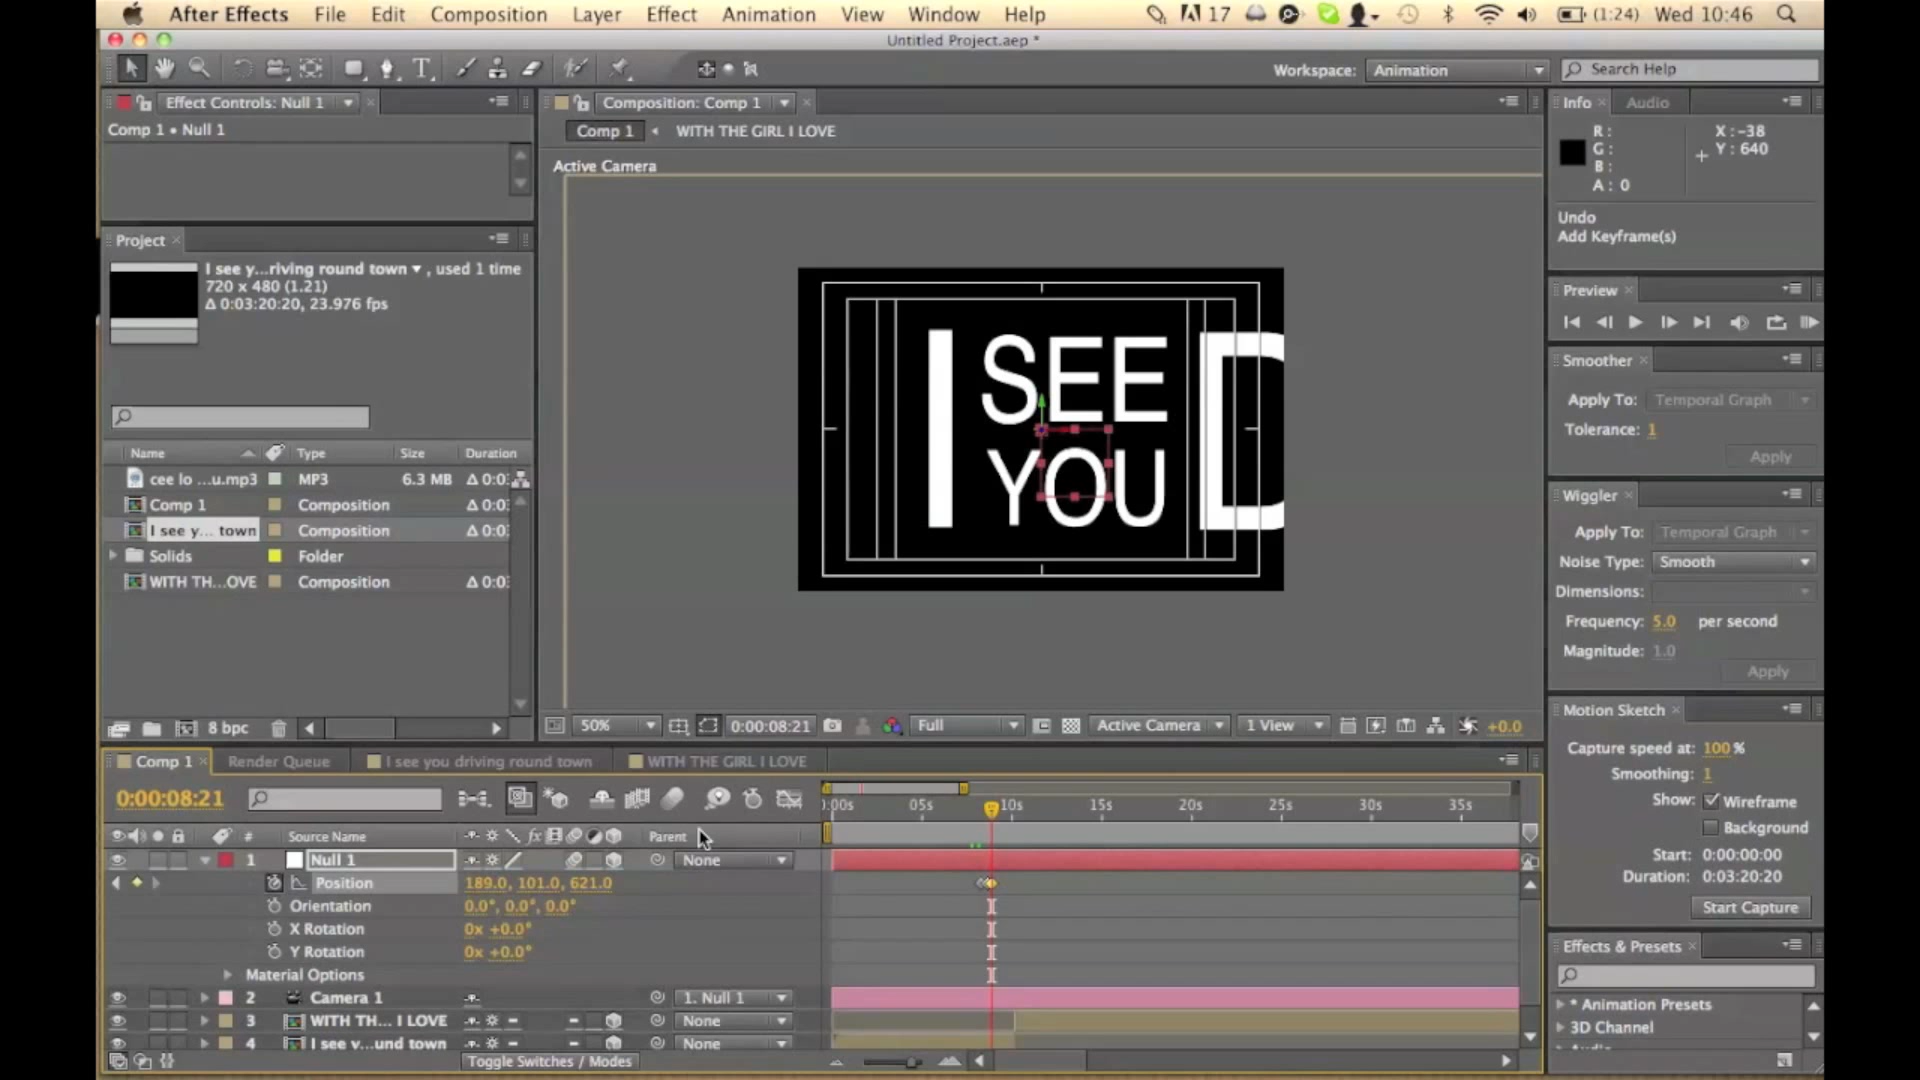 After Effects File Edit Composition Layer Effect Animation View Window Help 17 (1:24) Wed 10:46
Untitled Project.aep *
Workspace: Animation Search Help
Effect Controls: Null 1
Comp 1 • Null 1
Composition: Comp 1
Comp 1 WITH THE GIRL I LOVE
Active Camera
I SEE YOU D
Info Audio
R :
G :
B :
A : 0
X : -38
Y : 640
Undo
Add Keyframe(s)
Project
I see y...riving round town , used 1 time
720 x 480 (1.21)
Δ 0:03:20:20, 23.976 fps
Name Type Size Duration
cee lo ...u.mp3 MP3 6.3 MB Δ 0:0
Comp 1 Composition Δ 0:0
I see y... town Composition Δ 0:0
Solids Folder
WITH TH...OVE Composition Δ 0:0
8 bpc
50% 0:00:08:21 Full Active Camera 1 View +0.0
Preview
Smoother
Apply To: Temporal Graph
Tolerance: 1
Apply
Wiggler
Apply To: Temporal Graph
Noise Type: Smooth
Dimensions:
Frequency: 5.0 per second
Magnitude: 1.0
Apply
Motion Sketch
Capture speed at: 100 %
Smoothing: 1
Show: Wireframe
Background
Start: 0:00:00:00
Duration: 0:03:20:20
Start Capture
Effects & Presets
* Animation Presets
3D Channel
Comp 1 Render Queue I see you driving round town WITH THE GIRL I LOVE
0:00:08:21
:00s 05s 10s 15s 20s 25s 30s 35s
# Source Name fx Parent
1 Null 1 None
Position 189.0, 101.0, 621.0
Orientation 0.0°, 0.0°, 0.0°
X Rotation 0x +0.0°
Y Rotation 0x +0.0°
Material Options
2 Camera 1 1. Null 1
3 WITH TH... I LOVE None
4 I see y...und town None
Toggle Switches / Modes